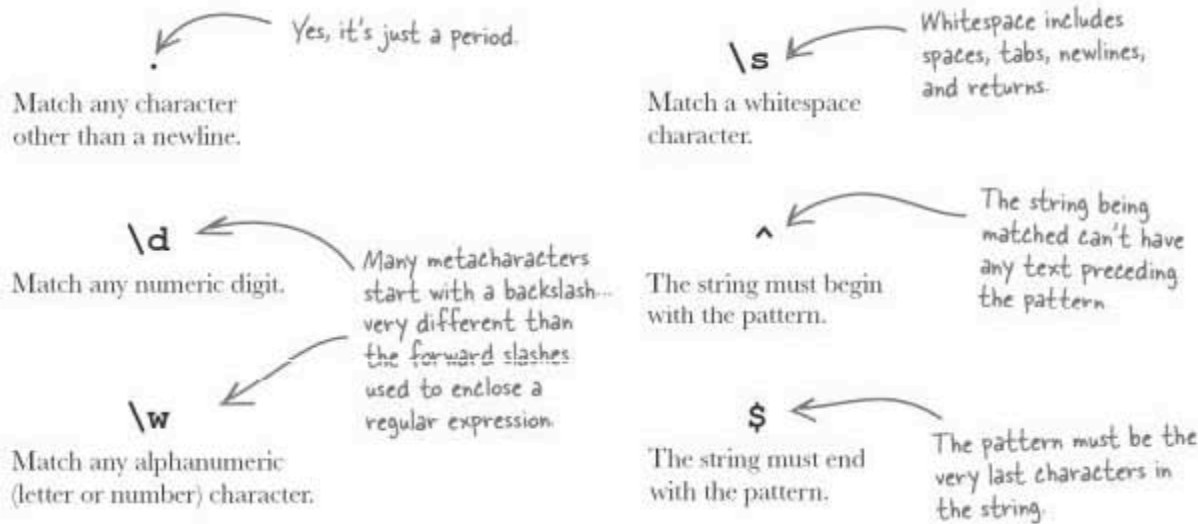 Yes, it's just a period.
.
Match any character
other than a newline.
\d
Match any numeric digit.
Many metacharacters
start with a backslash...
very different than
the forward slashes
used to enclose a
regular expression.
\w
Match any alphanumeric
(letter or number) character.
\s
Whitespace includes
spaces, tabs, newlines,
and returns.
Match a whitespace
character.
^
The string being
matched can't have
any text preceding
the pattern
The string must begin
with the pattern.
$
The string must end
with the pattern.
The pattern must be the
very last characters in
the string.